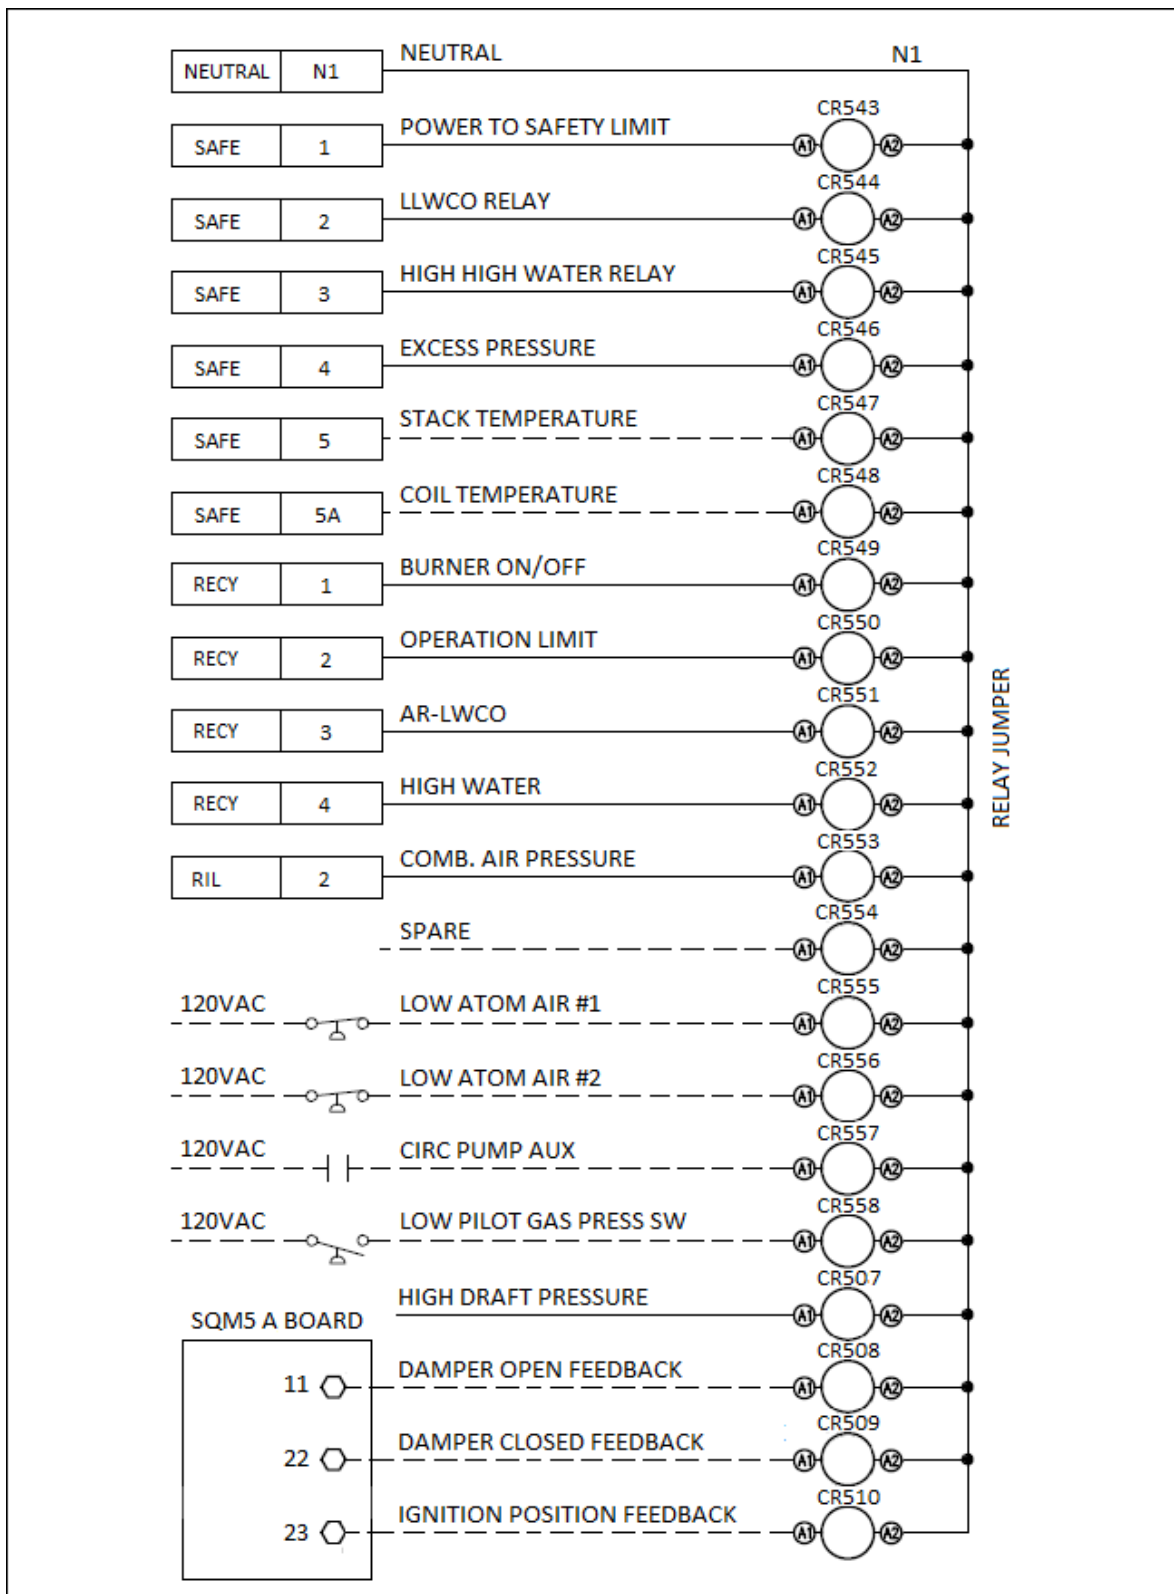 NEUTRAL N1 NEUTRAL N1
CR543
SAFE 1 POWER TO SAFETY LIMIT A1 A2
CR544
SAFE 2 LLWCO RELAY A1 A2
CR545
SAFE 3 HIGH HIGH WATER RELAY A1 A2
CR546
SAFE 4 EXCESS PRESSURE A1 A2
CR547
SAFE 5 STACK TEMPERATURE A1 A2
CR548
SAFE 5A COIL TEMPERATURE A1 A2
CR549
RECY 1 BURNER ON/OFF A1 A2
CR550
RECY 2 OPERATION LIMIT A1 A2
CR551
RECY 3 AR-LWCO A1 A2
RELAY JUMPER
CR552
RECY 4 HIGH WATER A1 A2
CR553
RIL 2 COMB. AIR PRESSURE A1 A2
CR554
SPARE A1 A2
CR555
120VAC LOW ATOM AIR #1 A1 A2
CR556
120VAC LOW ATOM AIR #2 A1 A2
CR557
120VAC CIRC PUMP AUX A1 A2
CR558
120VAC LOW PILOT GAS PRESS SW A1 A2
CR507
HIGH DRAFT PRESSURE A1 A2
SQM5 A BOARD
CR508
11 DAMPER OPEN FEEDBACK A1 A2
CR509
22 DAMPER CLOSED FEEDBACK A1 A2
CR510
23 IGNITION POSITION FEEDBACK A1 A2